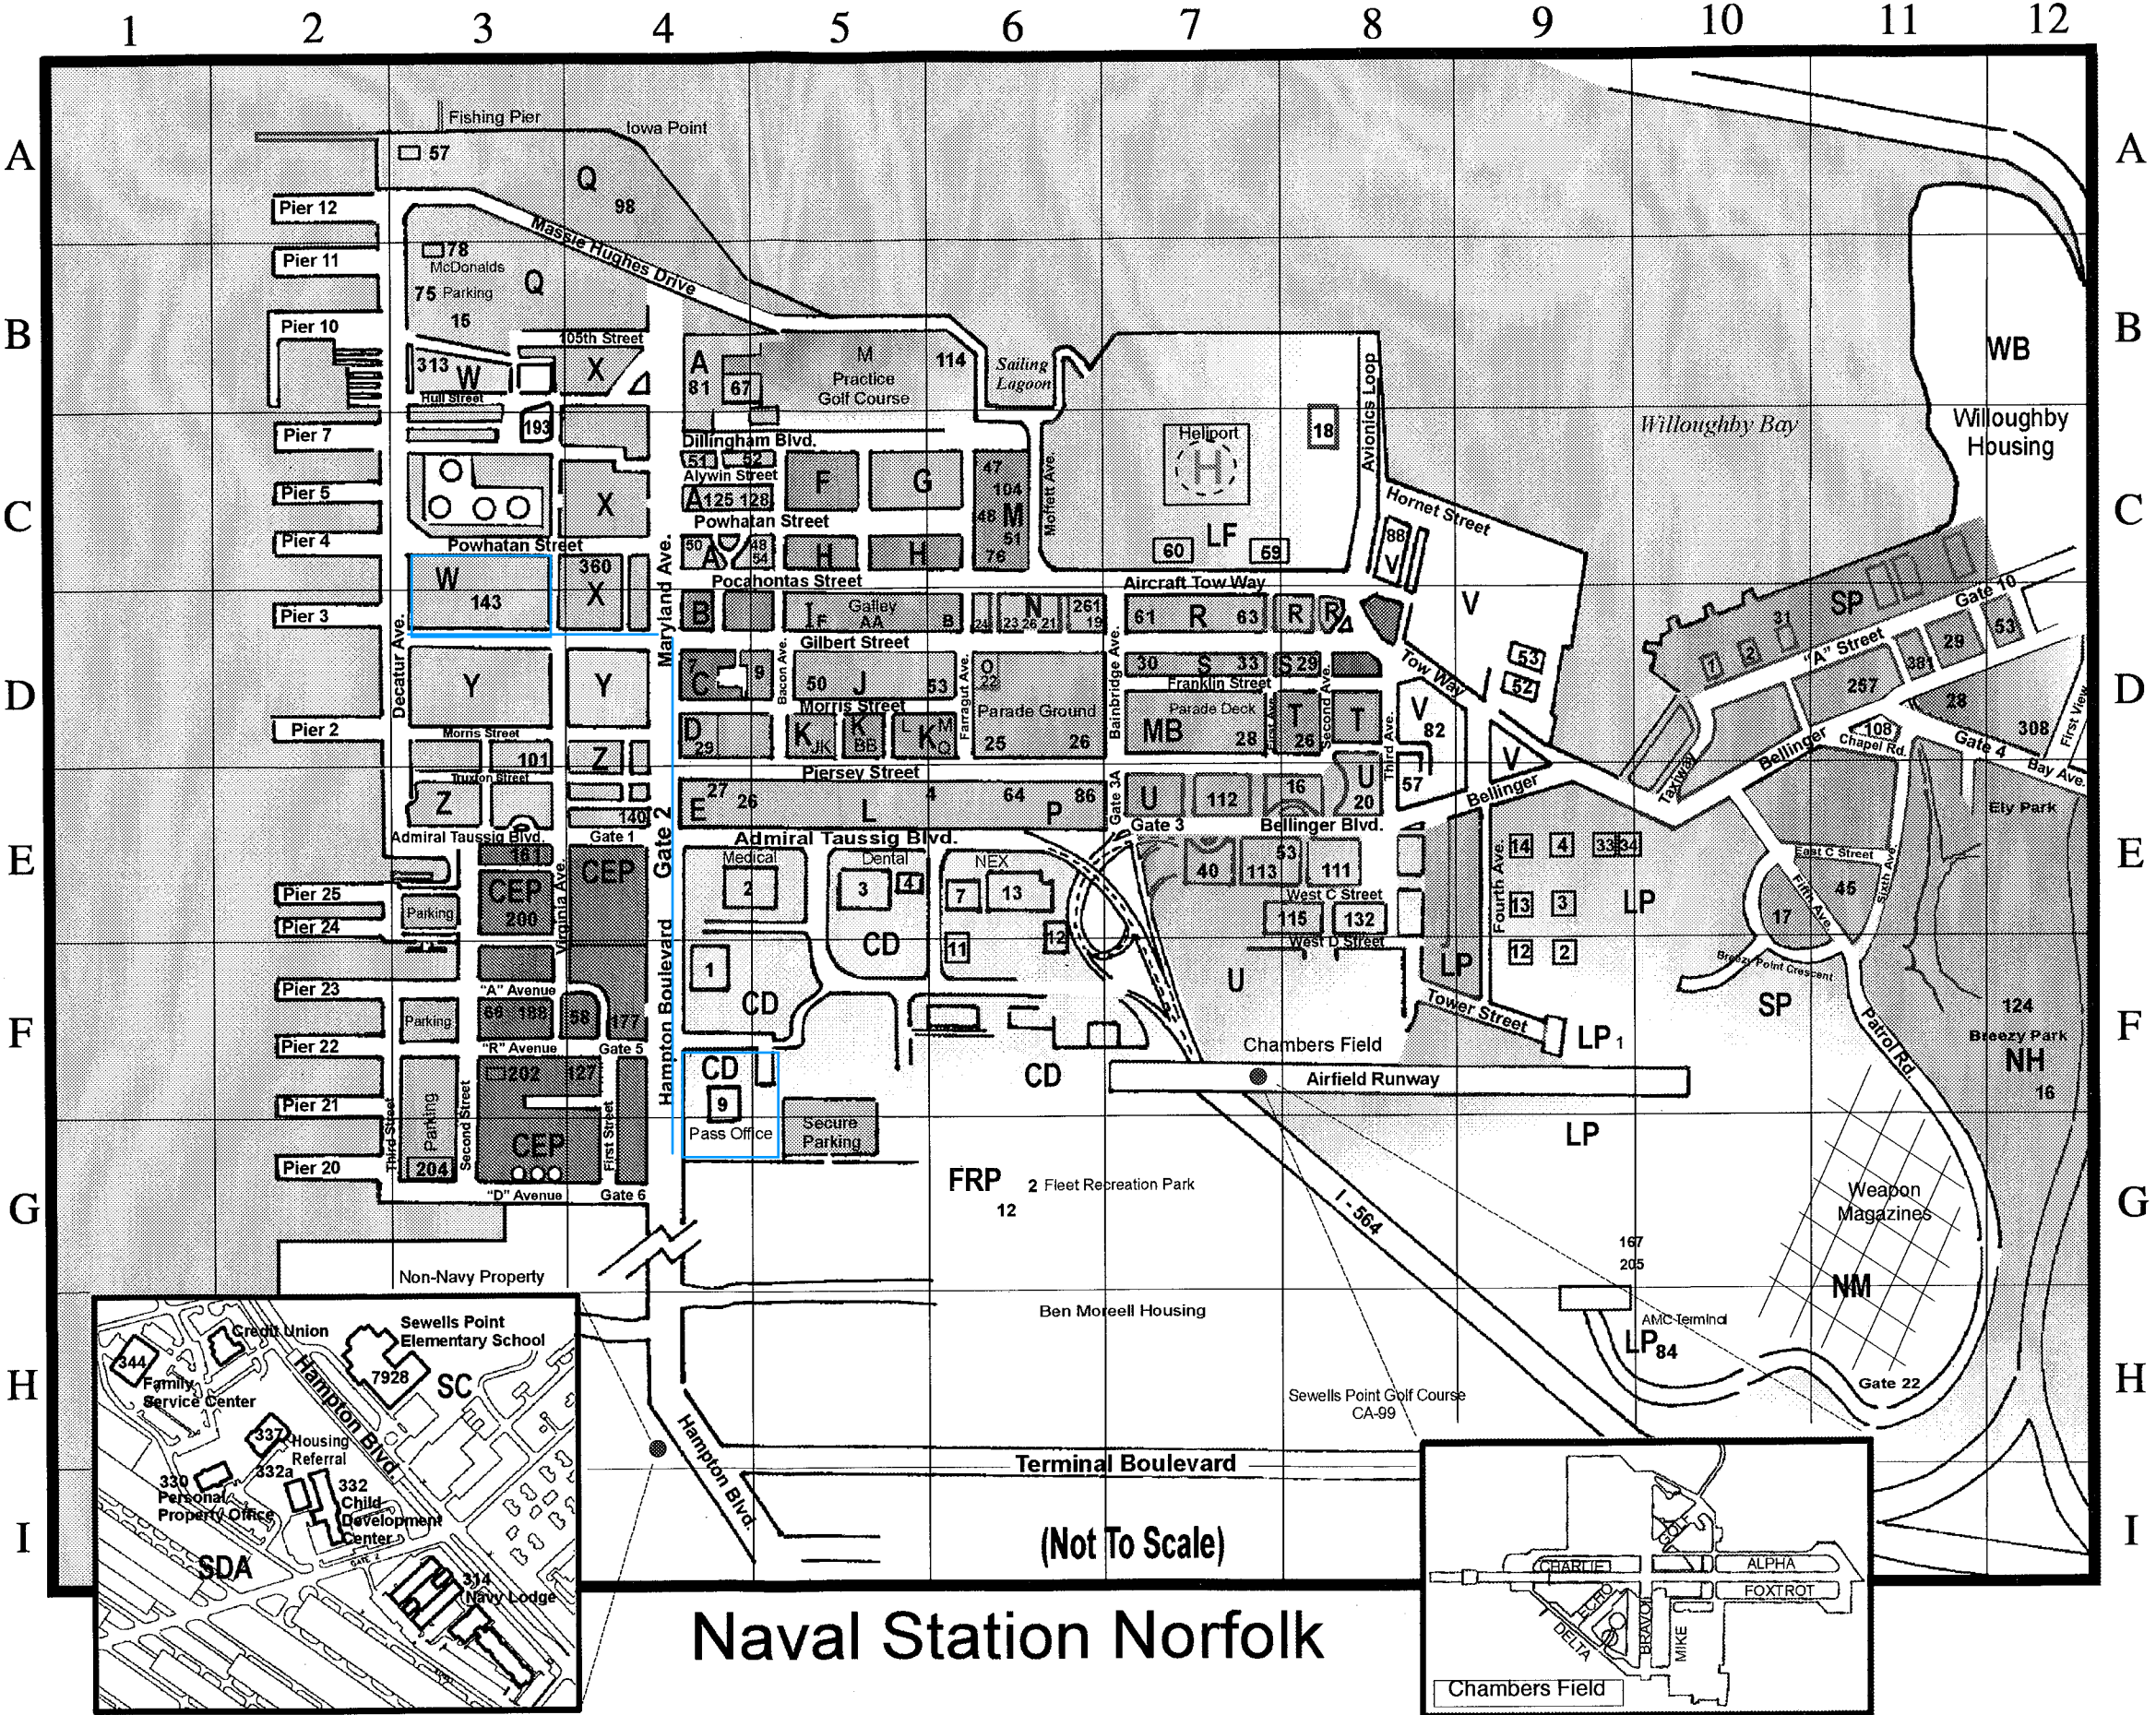 1 2 3 4 5 6 7 8 9 10 11 12
A
Fishing Pier
Iowa Point
57
Q
98
A
Pier 12
Massie Hughes Drive
Pier 11
78
McDonalds
Q
75 Parking
15
B
Pier 10
105th Street
313 W
X
Hull Street
A
81
67
M
Practice
Golf Course
114
Sailing
Lagoon
Avionics Loop
WB
B
193
Pier 7
Dillingham Blvd.
51 52
Alywin Street
F
G
47
104
48 M
51
76
Moffett Ave.
Heliport
H
18
LF
60
59
Willoughby Bay
Willoughby
Housing
C
Pier 5
X
A 125 128
Powhatan Street
Hornet Street
88
V
C
Pier 4
Powhatan Street
50
A
48
54
H
H
W
143
360
X
Maryland Ave.
Pocahontas Street
Aircraft Tow Way
V
Gate 10
SP
31
Pier 3
Decatur Ave.
B
I F
Galley
AA
B
24
N
23 26 21
261
19
61 R 63
R
R
53
29
381
"A" Street
1
2
Gilbert Street
D
Y
Y
7
C
9
Bacon Ave.
50 J 53
Farragut Ave.
O
22
Parade Ground
25
26
Bainbridge Ave.
30 S 33
S 29
Franklin Street
Tow Way
53
52
257
28
308
First View
D
Morris Street
MB
Parade Deck
28
First Ave.
T
26
Second Ave.
T
Third Ave.
V
82
V
Bellinger
108
Chapel Rd.
Gate 4
Bay Ave.
Taxiway
Pier 2
Morris Street
101
Z
D
29
K JK
K
BB
L K M
Q
Truxton Street
Piersey Street
Z
140
27
E 26
L
4
64
P
86
Gate 3A
U
112
16
U
20
57
Bellinger
Ely Park
Admiral Taussig Blvd.
Gate 1
Gate 2
Admiral Taussig Blvd.
Gate 3
Bellinger Blvd.
E
161
CEP
CEP
200
Virginia Ave.
Medical
2
Dental
3
4
NEX
7
13
40
113
53
111
West C Street
115
132
West D Street
Fourth Ave.
14
4
33 34
13
3
LP
12
2
East C Street
Fifth Ave.
45
Sixth Ave.
17
Breezy Point Crescent
E
Pier 25
Parking
Pier 24
CD
11
12
1
CD
U
LP
SP
Pier 23
"A" Avenue
F
Parking
66 188
58
177
Hampton Boulevard
Tower Street
LP 1
124
Breezy Park
NH
16
Patrol Rd.
F
Pier 22
"R" Avenue
Gate 5
Chambers Field
CD
9
CD
Airfield Runway
202
127
Pier 21
Third Street
Parking
Second Street
CEP
First Street
Pass Office
Secure
Parking
LP
Pier 20
204
"D" Avenue
Gate 6
G
FRP
12
2 Fleet Recreation Park
I - 564
167
205
Weapon
Magazines
NM
G
Non-Navy Property
Ben Moreell Housing
AMC Terminal
LP 84
Gate 22
H
Sewells Point Golf Course
CA-99
H
Hampton Blvd.
Terminal Boulevard
I
(Not To Scale)
I
Credit Union
Sewells Point
Elementary School
344
7928
SC
Family
Service Center
Hampton Blvd.
337
Housing
Referral
330
Personal
Property Office
332a
332
Child
Development
Center
SDA
314
Navy Lodge
CHARLIE
GOLF
ALPHA
FOXTROT
ECHO
BRAVO
MIKE
DELTA
Chambers Field
Naval Station Norfolk